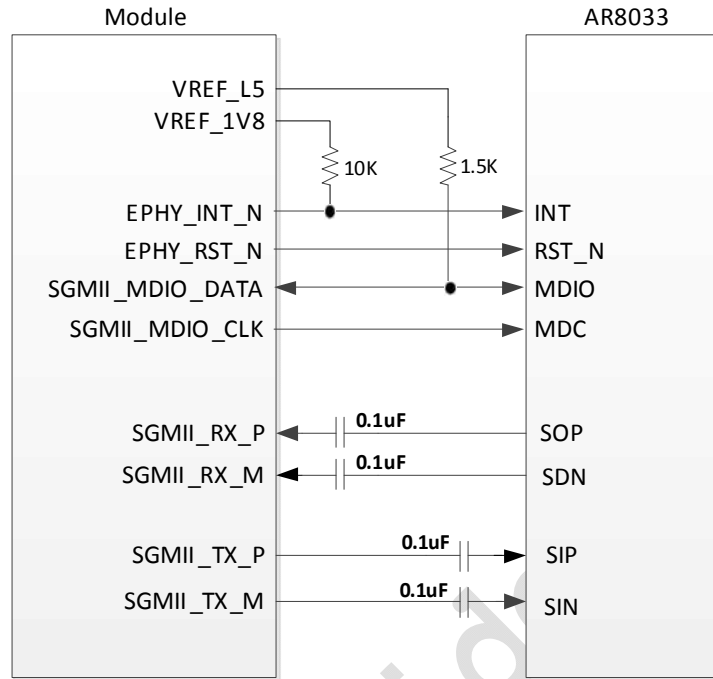 Module
AR8033
VREF_L5
VREF_1V8
10K
1.5K
EPHY_INT_N
INT
EPHY_RST_N
RST_N
SGMII_MDIO_DATA
MDIO
SGMII_MDIO_CLK
MDC
0.1uF
SGMII_RX_P
SOP
0.1uF
SGMII_RX_M
SDN
0.1uF
SGMII_TX_P
SIP
0.1uF
SGMII_TX_M
SIN